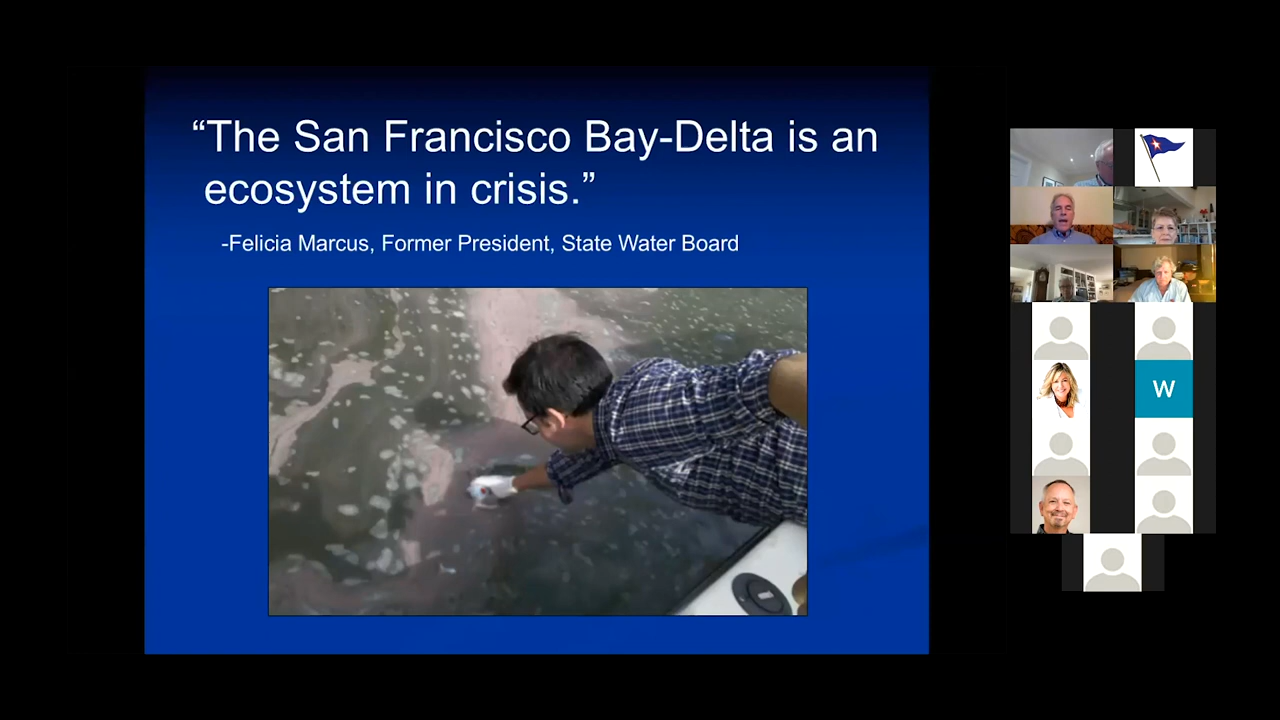 “The San Francisco Bay-Delta is an
ecosystem in crisis.”
-Felicia Marcus, Former President, State Water Board
W